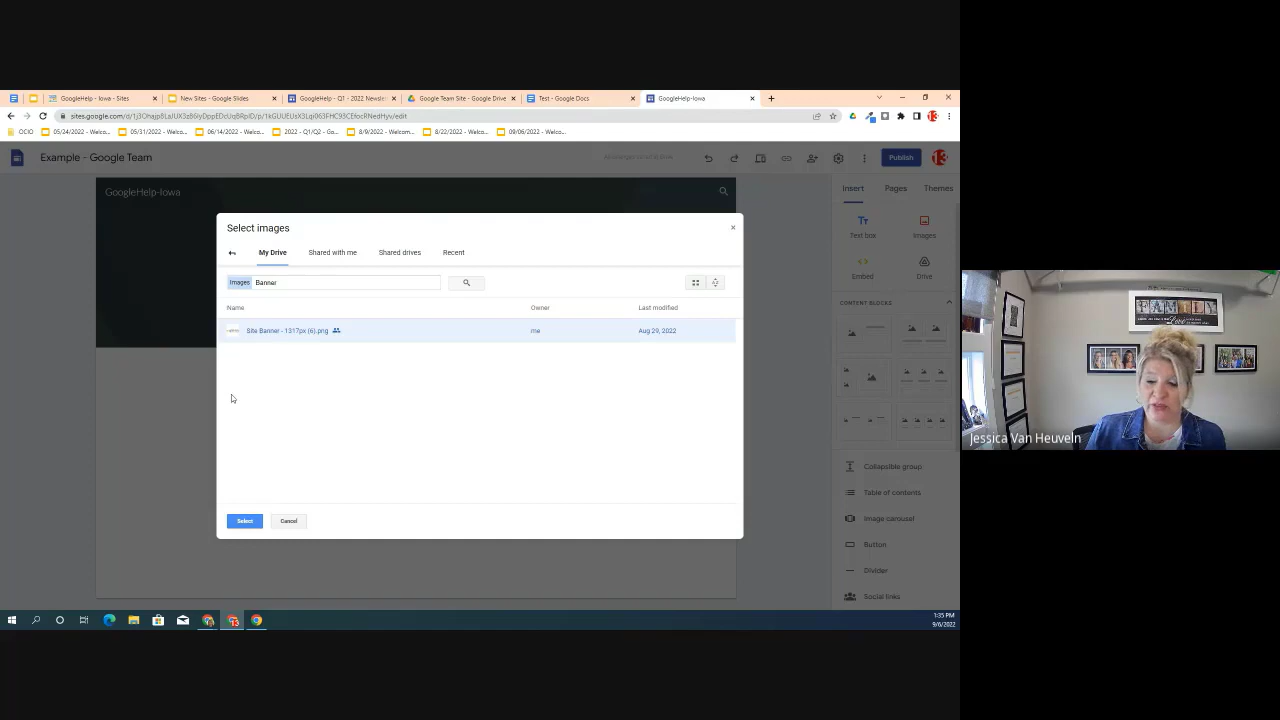 GoogleHelp - Iowa - Sites
New Sites - Google Slides
GoogleHelp - Q1 - 2022 Newsle
Google Team Site - Google Drive
Test - Google Docs
GoogleHelp-Iowa
OCIO
05/24/2022 - Welco...
05/31/2022 - Welco...
06/14/2022 - Welco...
2022 - Q1/Q2 - Go...
8/9/2022 - Welcom...
8/22/2022 - Welco...
09/06/2022 - Welco...
Example - Google Team
Publish
GoogleHelp-Iowa
Insert
Pages
Themes
Text box
Images
Embed
Drive
CONTENT BLOCKS
Collapsible group
Table of contents
Image carousel
Button
Divider
Social links
Select images
My Drive
Shared with me
Shared drives
Recent
Images
Banner
Name
Owner
Last modified
Site Banner - 1317px (6).png
me
Aug 29, 2022
Select
Cancel
1:35 PM
9/6/2022
FAMILY
Jessica Van Heuveln